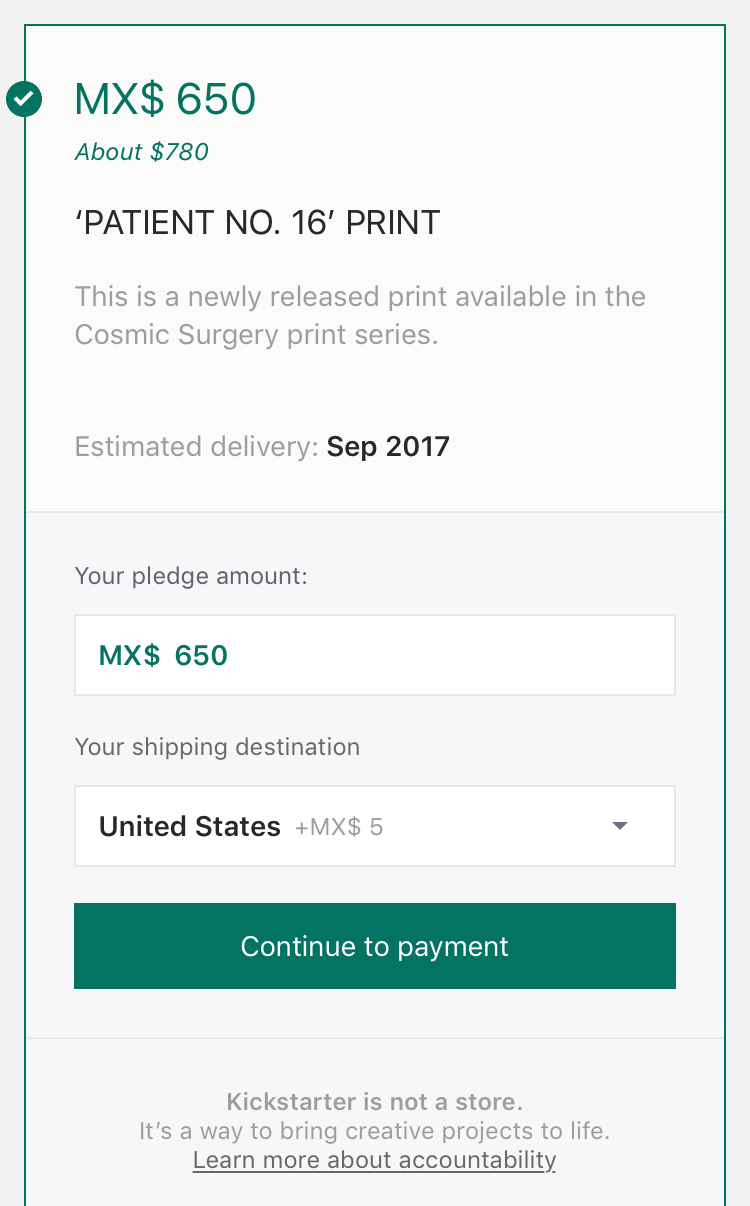 MX$ 650
About $780
‘PATIENT NO. 16’ PRINT
This is a newly released print available in the
Cosmic Surgery print series.
Estimated delivery: Sep 2017
Your pledge amount:
MX$ 650
Your shipping destination
United States +MX$ 5
Continue to payment
Kickstarter is not a store.
It’s a way to bring creative projects to life.
Learn more about accountability